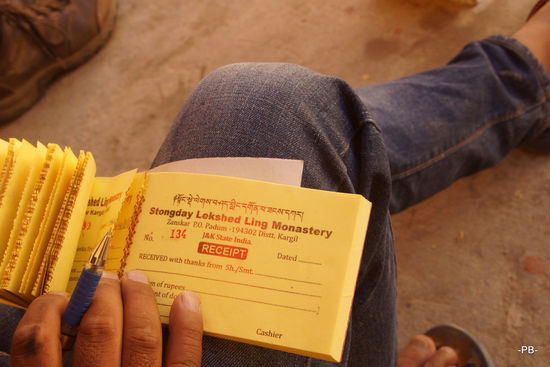 Stongday Lekshed Ling Monastery
Zanskar P.O. Padum -194302 Distt. Kargil
J&K State India.
No. 134
RECEIPT
Dated
RECEIVED with thanks from Sh./Smt.
of rupees
of
Cashier
-PB-